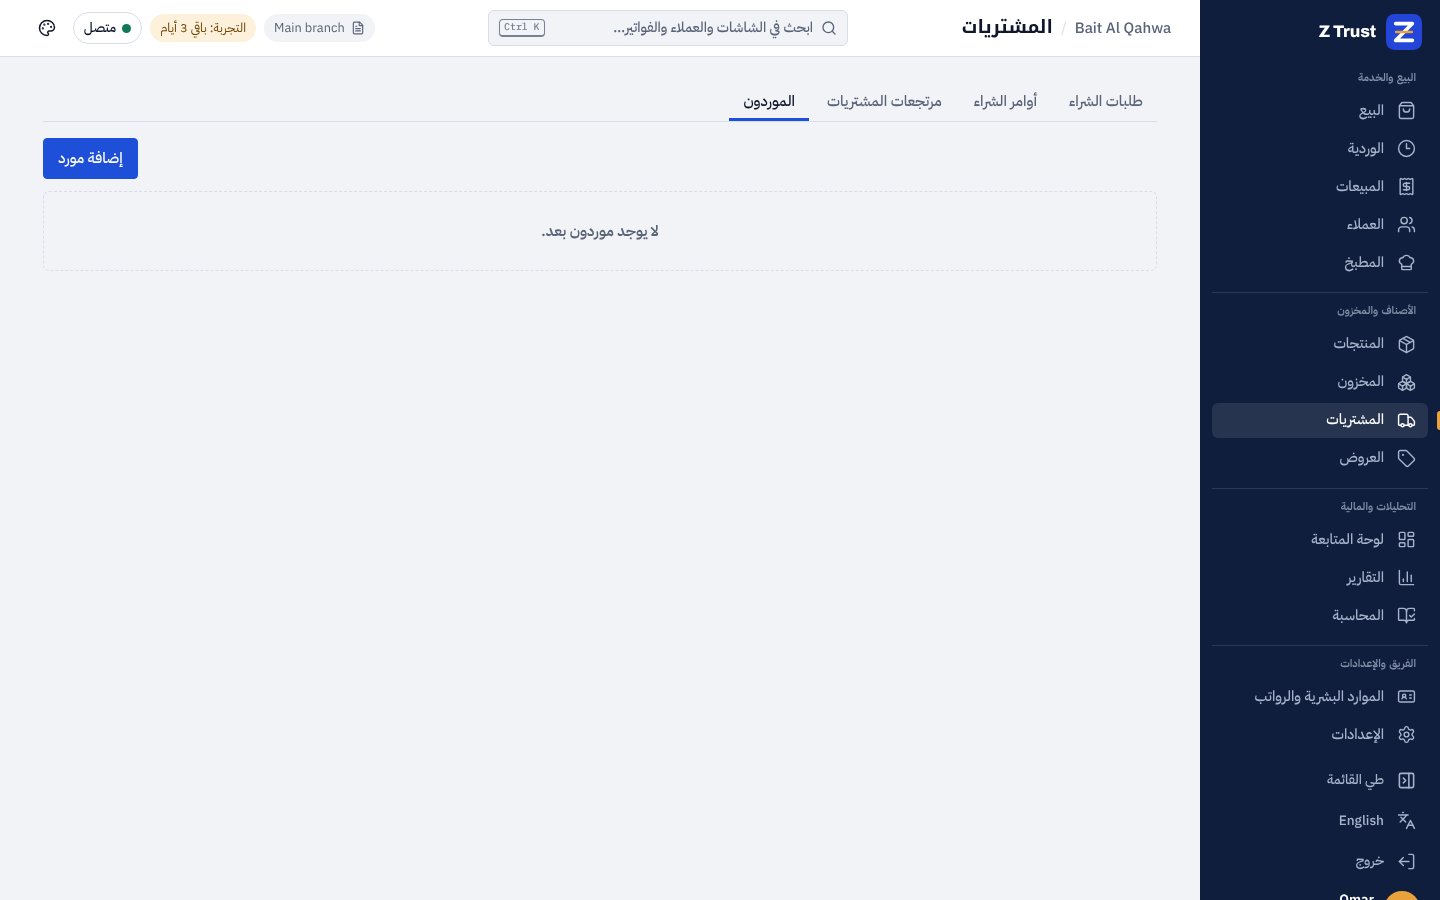 Z Trust
البيع والخدمة
البيع
الوردية
المبيعات
العملاء
المطبخ
الأصناف والمخزون
المنتجات
المخزون
المشتريات
العروض
التحليلات والمالية
لوحة المتابعة
التقارير
المحاسبة
الفريق والإعدادات
الموارد البشرية والرواتب
الإعدادات
طي القائمة
English
خروج
Omar
Bait Al Qahwa / المشتريات
ابحث في الشاشات والعملاء والفواتير... Ctrl K
Main branch
التجربة: باقي 3 أيام
متصل
طلبات الشراء
أوامر الشراء
مرتجعات المشتريات
الموردون
إضافة مورد
لا يوجد موردون بعد.